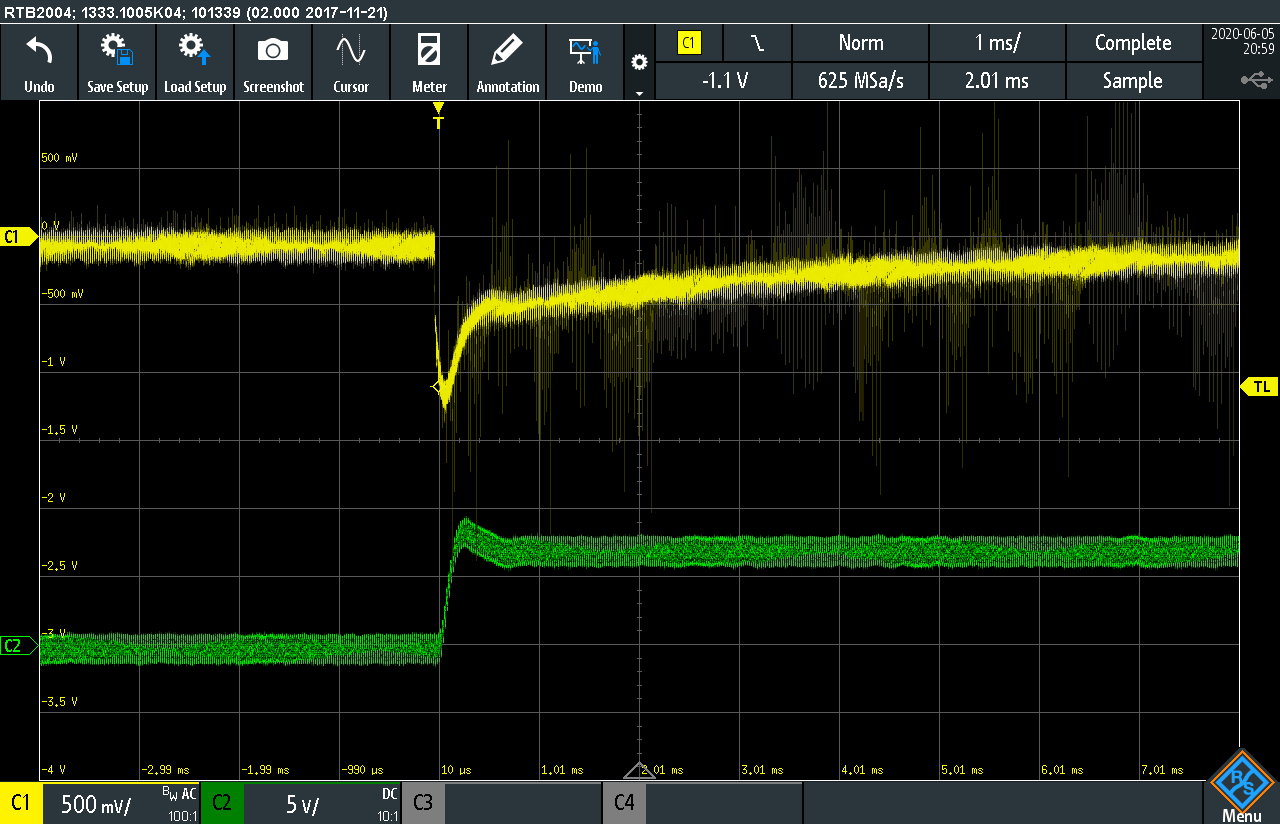 RTB2004; 1333.1005K04; 101339 (02.000 2017-11-21)
Undo
Save Setup
Load Setup
Screenshot
Cursor
Meter
Annotation
Demo
C1
Norm
1 ms/
Complete
-1.1 V
625 MSa/s
2.01 ms
Sample
2020-06-05
20:59
T
500 mV
0 V
C1
-500 mV
-1 V
TL
-1.5 V
-2 V
-2.5 V
-3 V
C2
-3.5 V
-4 V
-2.99 ms
-1.99 ms
-990 µs
10 µs
1.01 ms
2.01 ms
3.01 ms
4.01 ms
5.01 ms
6.01 ms
7.01 ms
C1
500 mV/
BW AC
100:1
C2
5 V/
DC
10:1
C3
C4
R S
Menu